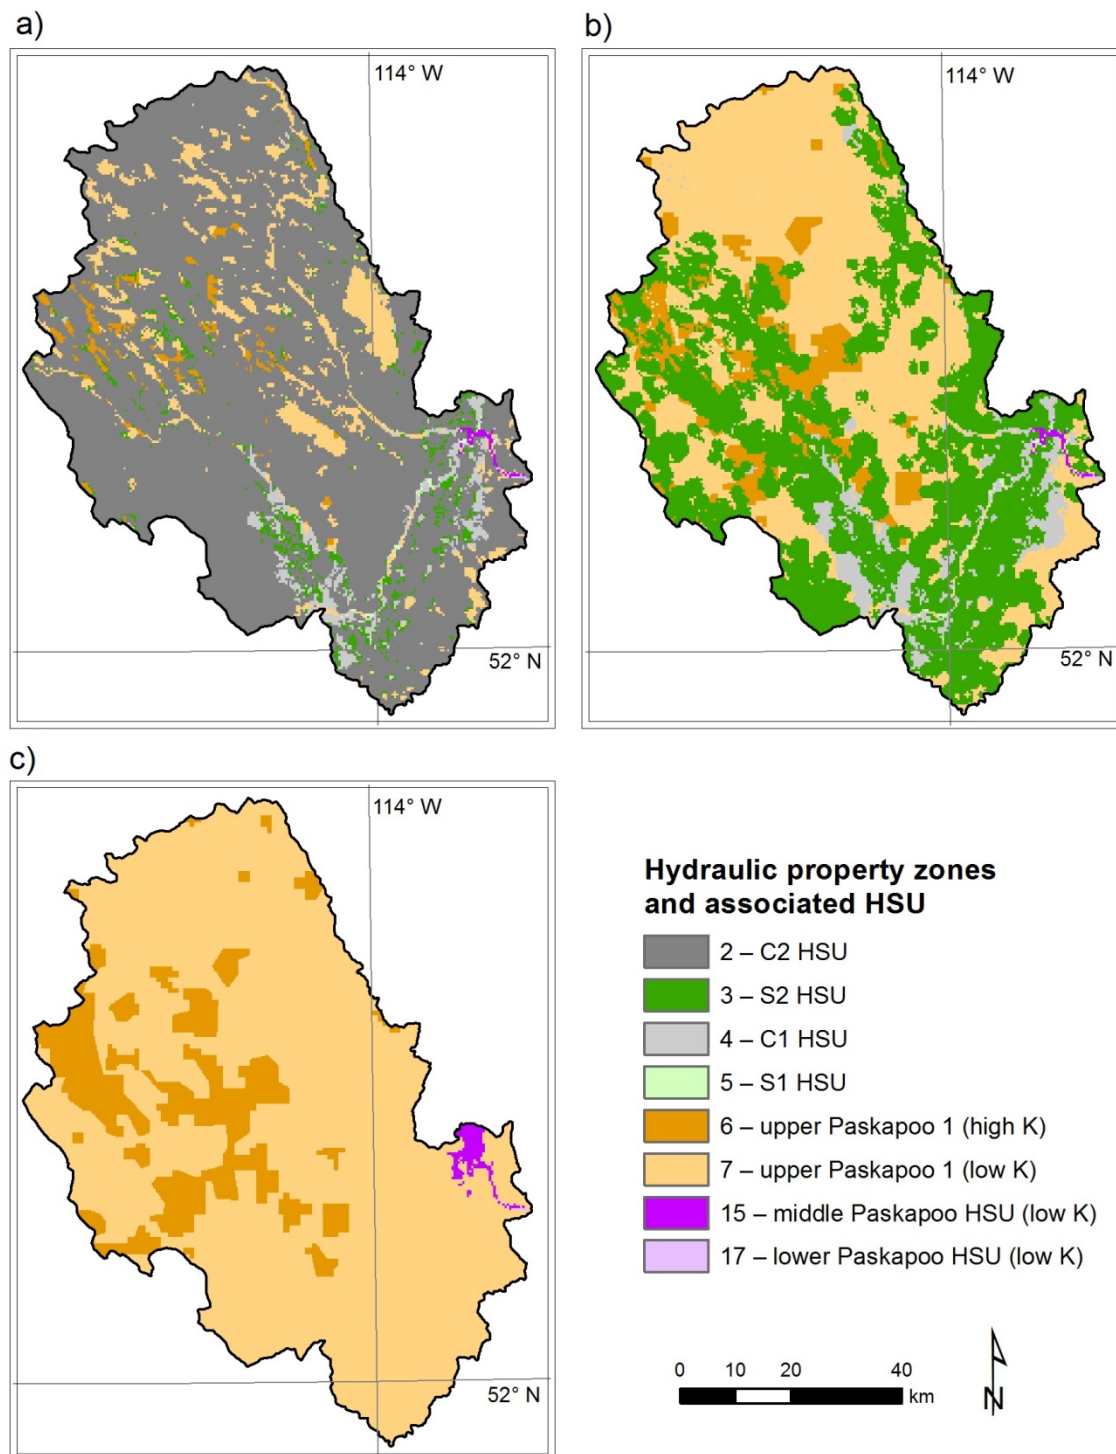 a)
114° W
52° N
b)
114° W
52° N
c)
114° W
52° N
Hydraulic property zones
and associated HSU
2 – C2 HSU
3 – S2 HSU
4 – C1 HSU
5 – S1 HSU
6 – upper Paskapoo 1 (high K)
7 – upper Paskapoo 1 (low K)
15 – middle Paskapoo HSU (low K)
17 – lower Paskapoo HSU (low K)
0 10 20 40
km
N